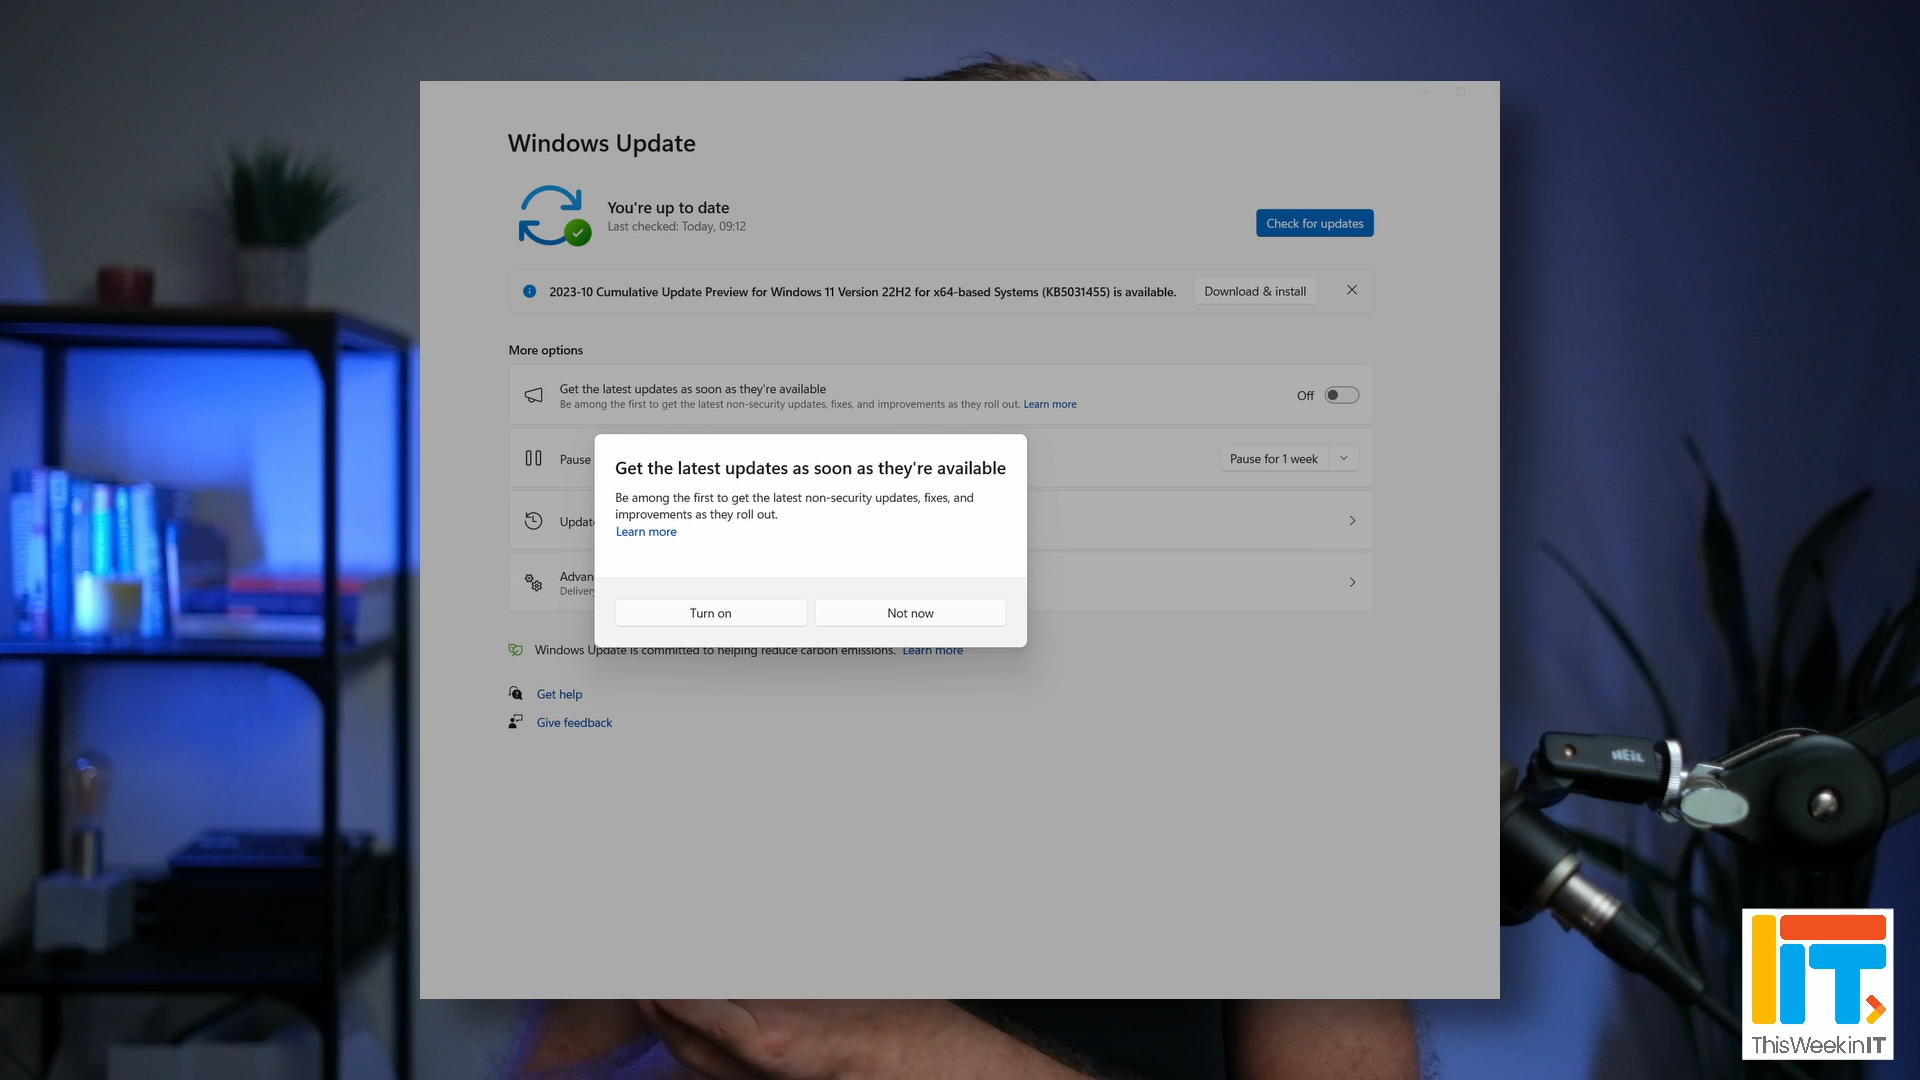 Windows Update
You're up to date
Last checked: Today, 09:12
Check for updates
2023-10 Cumulative Update Preview for Windows 11 Version 22H2 for x64-based Systems (KB5031455) is available.
Download & install
More options
Get the latest updates as soon as they're available
Be among the first to get the latest non-security updates, fixes, and improvements as they roll out. Learn more
Off
Pause
Pause for 1 week
Get the latest updates as soon as they're available
Be among the first to get the latest non-security updates, fixes, and
improvements as they roll out.
Learn more
Turn on
Not now
Updat
Advan
Delivery
Windows Update is committed to helping reduce carbon emissions. Learn more
Get help
Give feedback
HEIL
IT
ThisWeekinIT